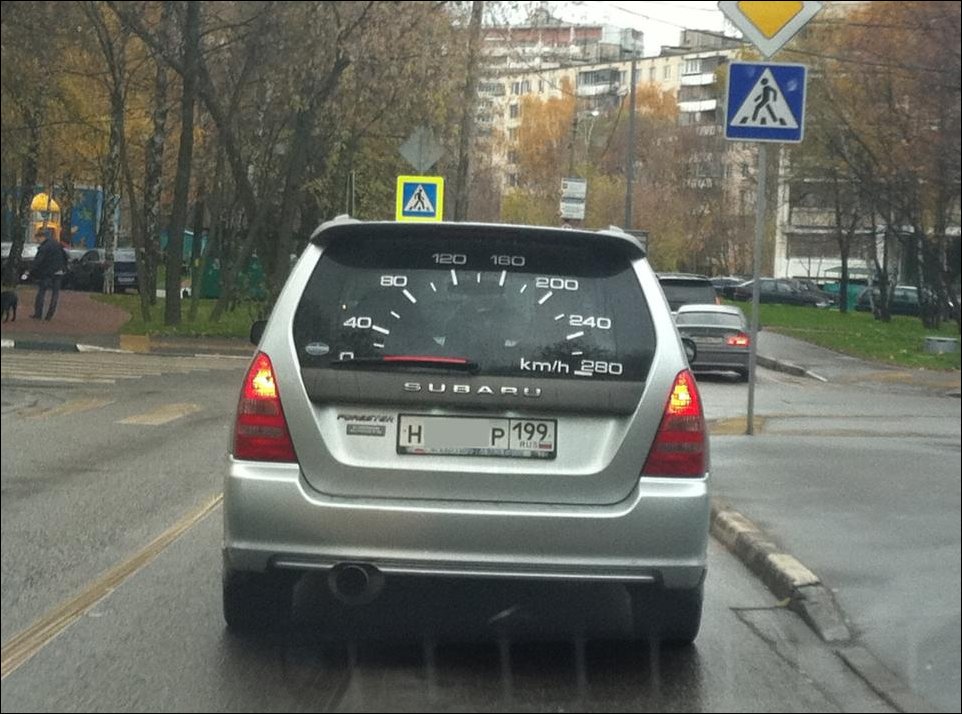 120 160
80 200
40 240
0 km/h 280
SUBARU
FORESTER
Н Р 199
RUS